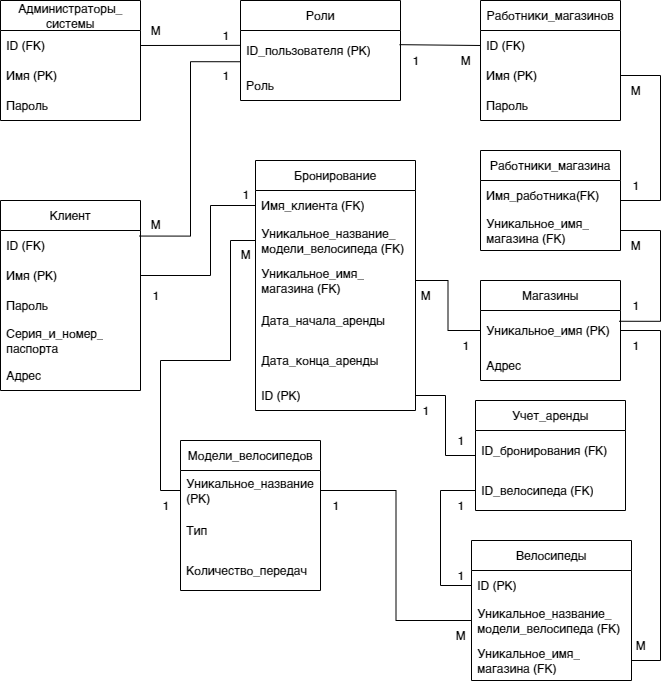 Администраторы_
системы
ID (FK)
Имя (PK)
Пароль
М
1
Роли
ID_пользователя (PK)
Роль
1
1
М
Работники_магазинов
ID (FK)
Имя (PK)
Пароль
М
Работники_магазина
Имя_работника(FK)
Уникальное_имя_
магазина (FK)
1
М
Клиент
ID (FK)
Имя (PK)
Пароль
Серия_и_номер_
паспорта
Адрес
М
1
Бронирование
Имя_клиента (FK)
Уникальное_название_
модели_велосипеда (FK)
Уникальное_имя_
магазина (FK)
Дата_начала_аренды
Дата_конца_аренды
ID (PK)
1
М
М
1
Магазины
Уникальное_имя (PK)
Адрес
1
1
1
Учет_аренды
ID_бронирования (FK)
ID_велосипеда (FK)
1
1
Модели_велосипедов
Уникальное_название
(PK)
Тип
Количество_передач
1
1
Велосипеды
ID (PK)
Уникальное_название_
модели_велосипеда (FK)
Уникальное_имя_
магазина (FK)
1
М
М